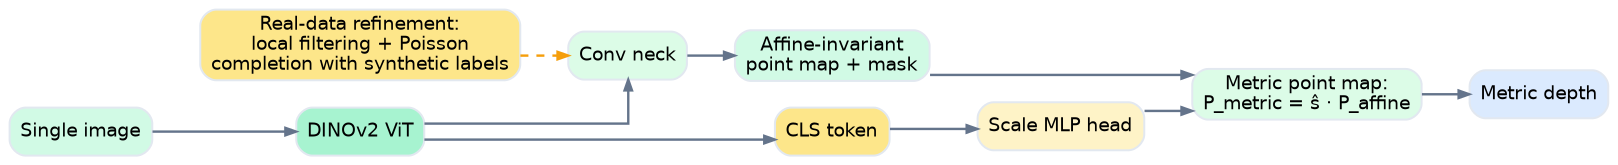 Real-data refinement:
local filtering + Poisson
completion with synthetic labels
Conv neck
Affine-invariant
point map + mask
Single image
DINOv2 ViT
CLS token
Scale MLP head
Metric point map:
P_metric = ŝ · P_affine
Metric depth